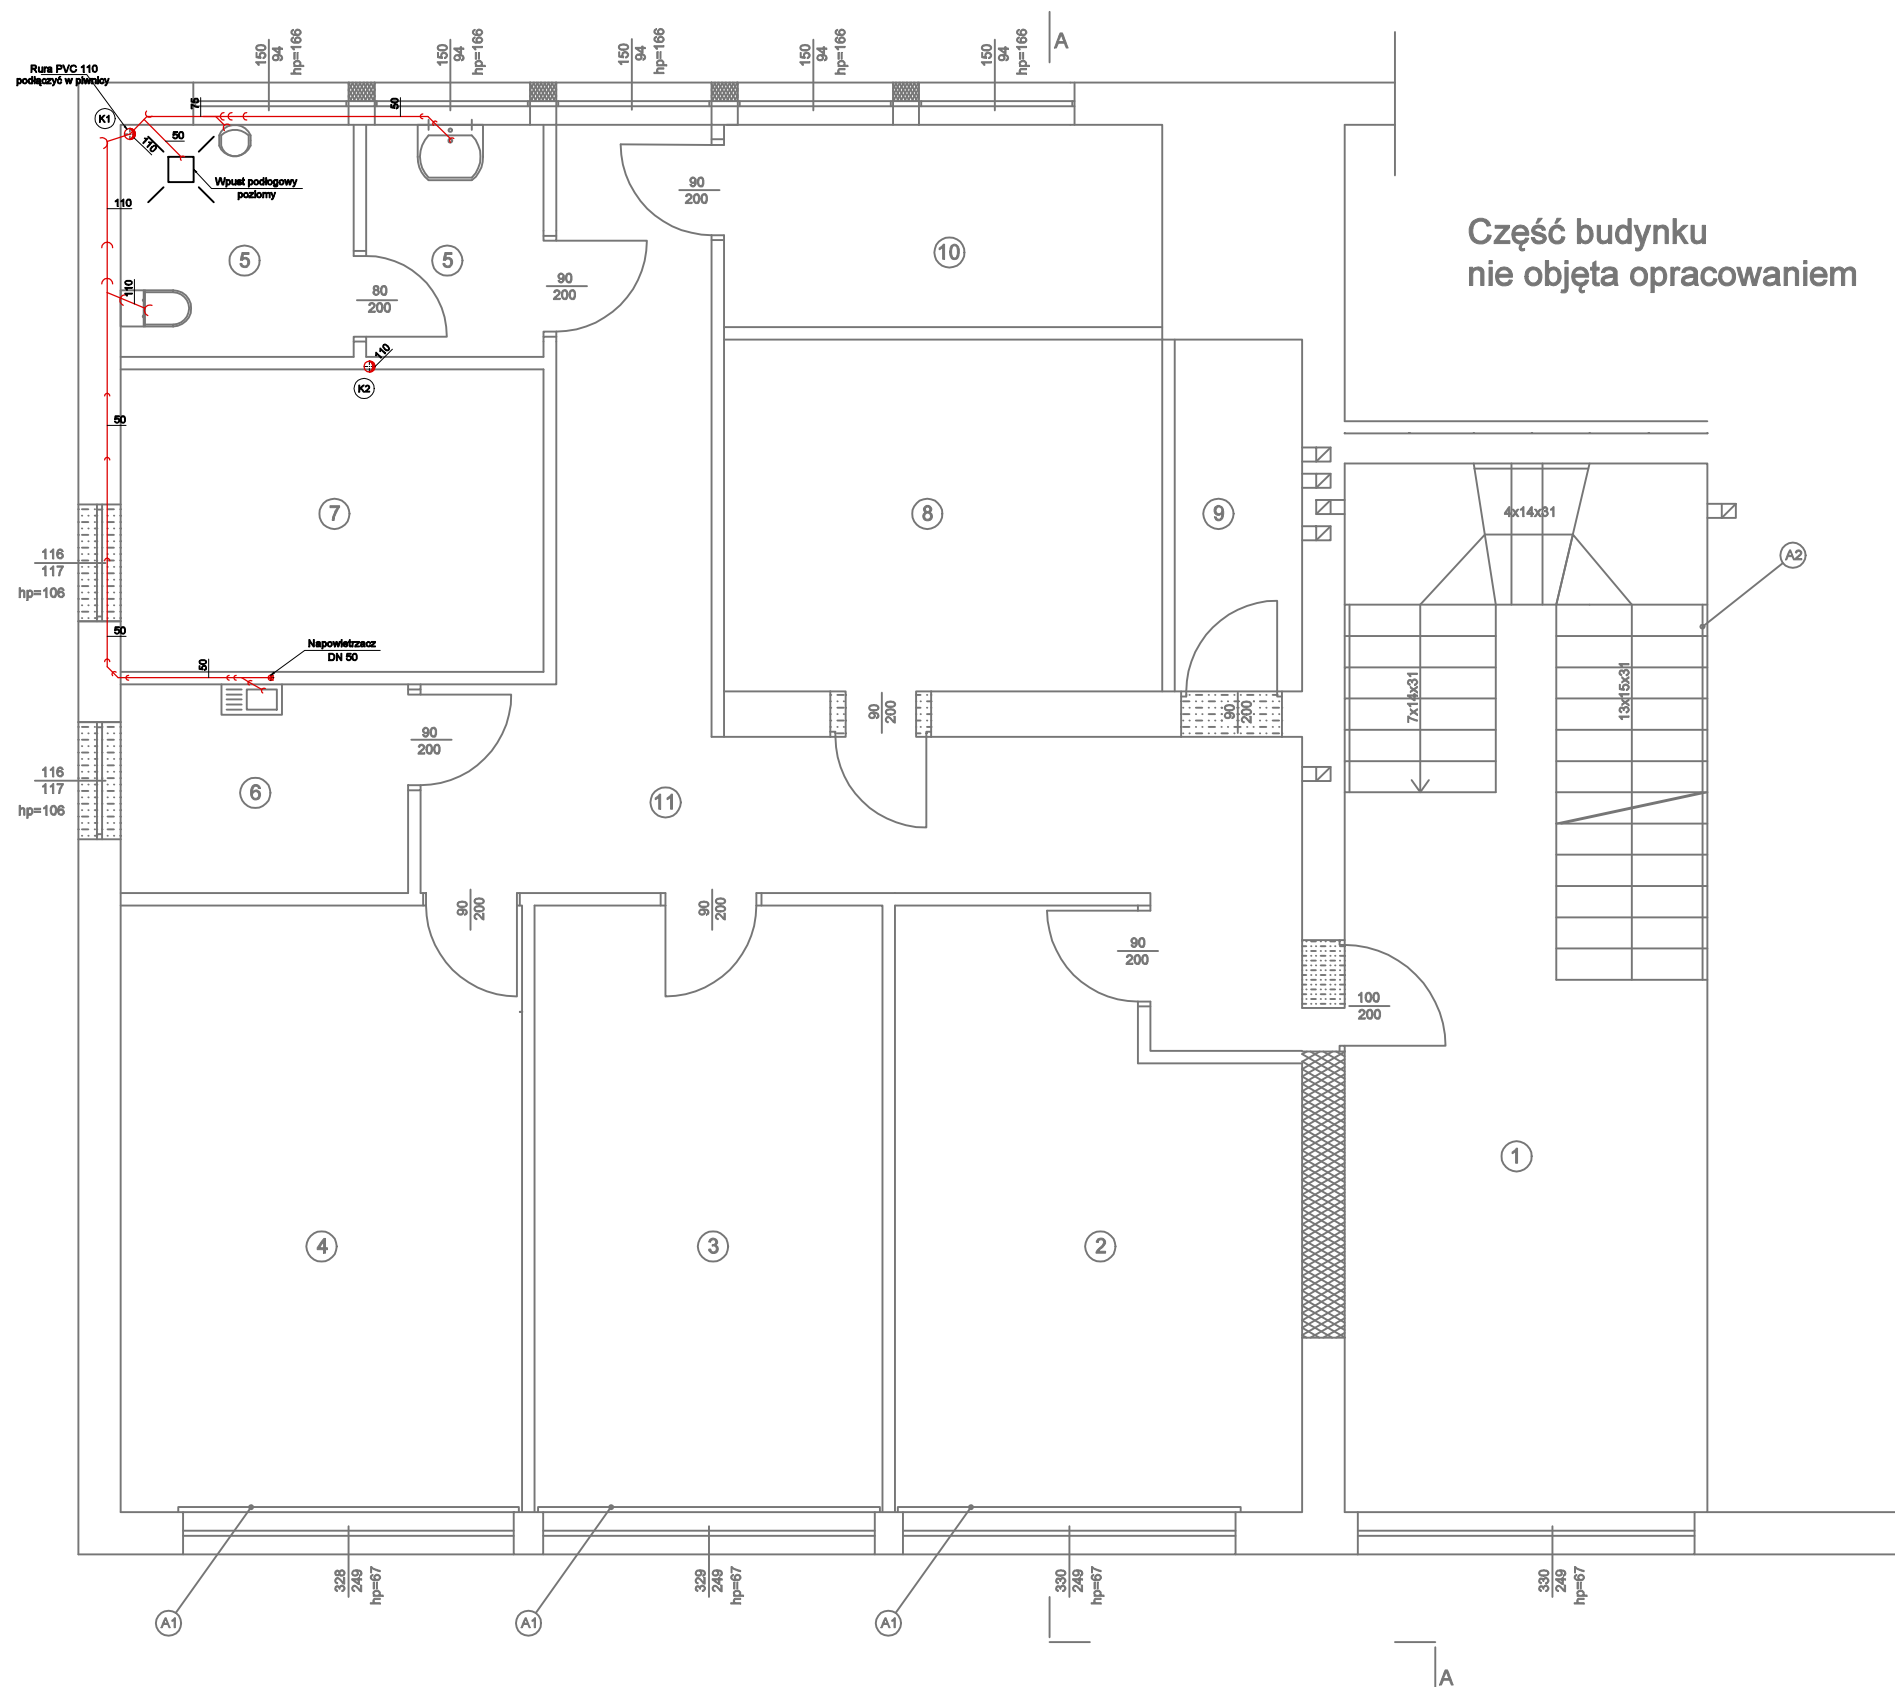 150
94
hp=166
150
94
hp=166
150
94
hp=166
150
94
hp=166
150
94
hp=166
A
Rura PVC 110
podłączyć w piwnicy
K1
75
50
50
110
Wpust podłogowy
poziomy
110
110
5
5
80
200
90
200
90
200
10
Część budynku
nie objęta opracowaniem
110
K2
50
7
8
9
4x14x31
A2
116
117
hp=106
50
50
Napowietrzacz
DN 50
90
200
90
200
90
200
7x14x31
13x15x31
116
117
hp=106
6
11
90
200
90
200
90
200
100
200
1
4
3
2
328
249
hp=67
329
249
hp=67
330
249
hp=67
330
249
hp=67
A1
A1
A1
A